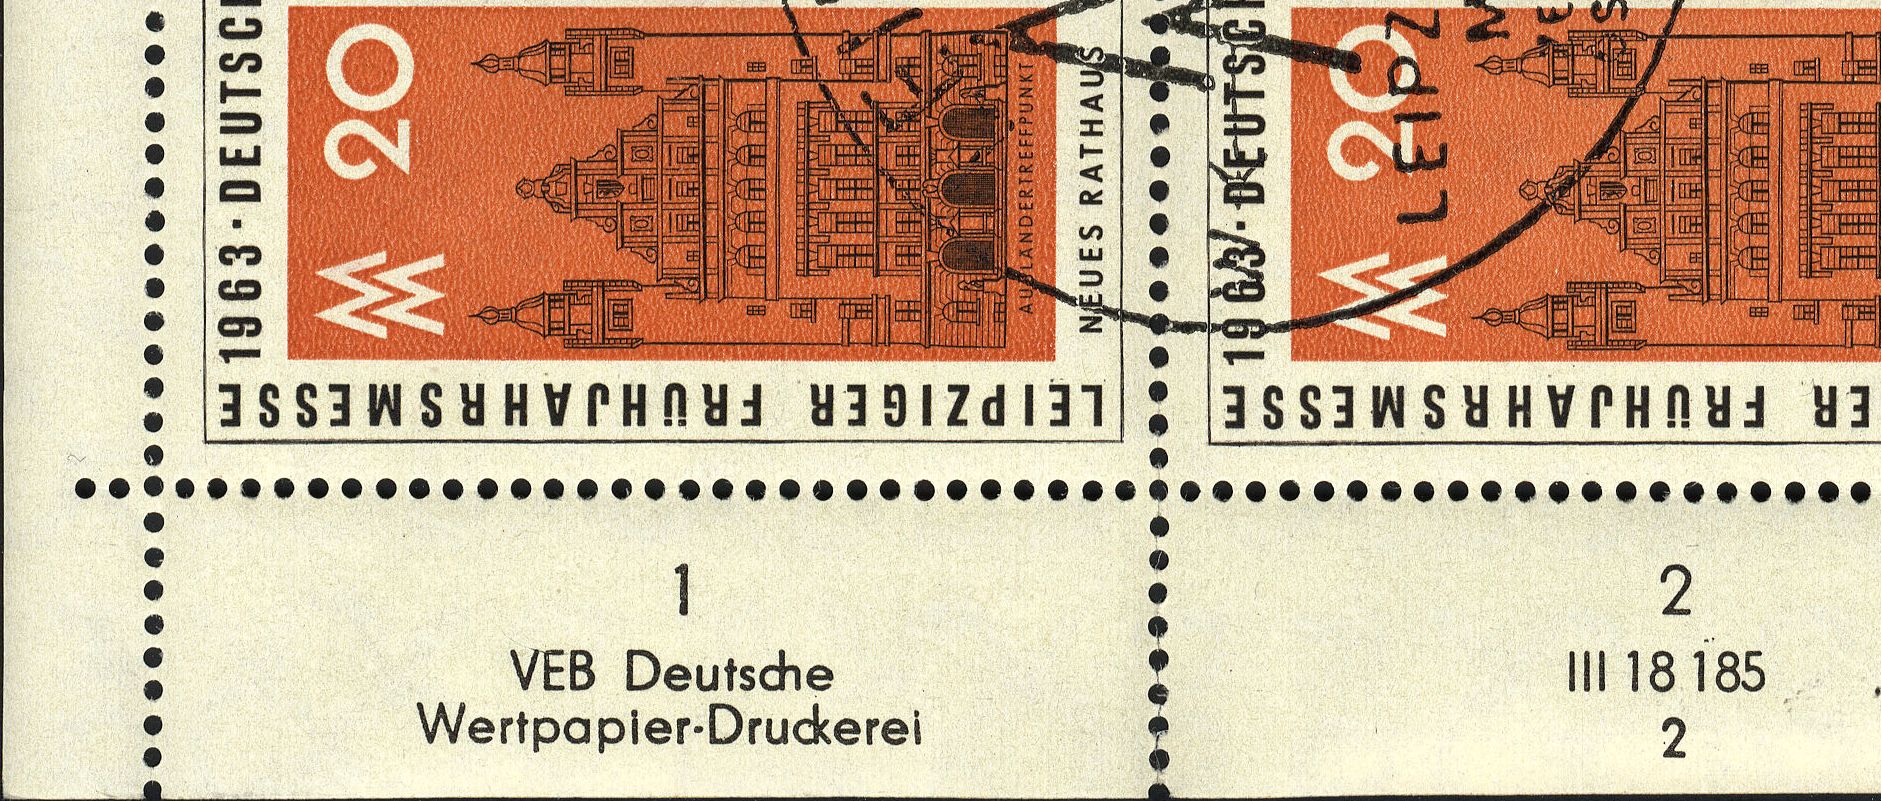 1963 · DEUTSCH
20
AUSLÄNDERTREFFPUNKT
NEUES RATHAUS
LEIPZIGER FRÜHJAHRSMESSE
1963 · DEUTSCH
20
LEIPZ
ER FRÜHJAHRSMESSE
1
VEB Deutsche
Wertpapier-Druckerei
2
III 18 185
2